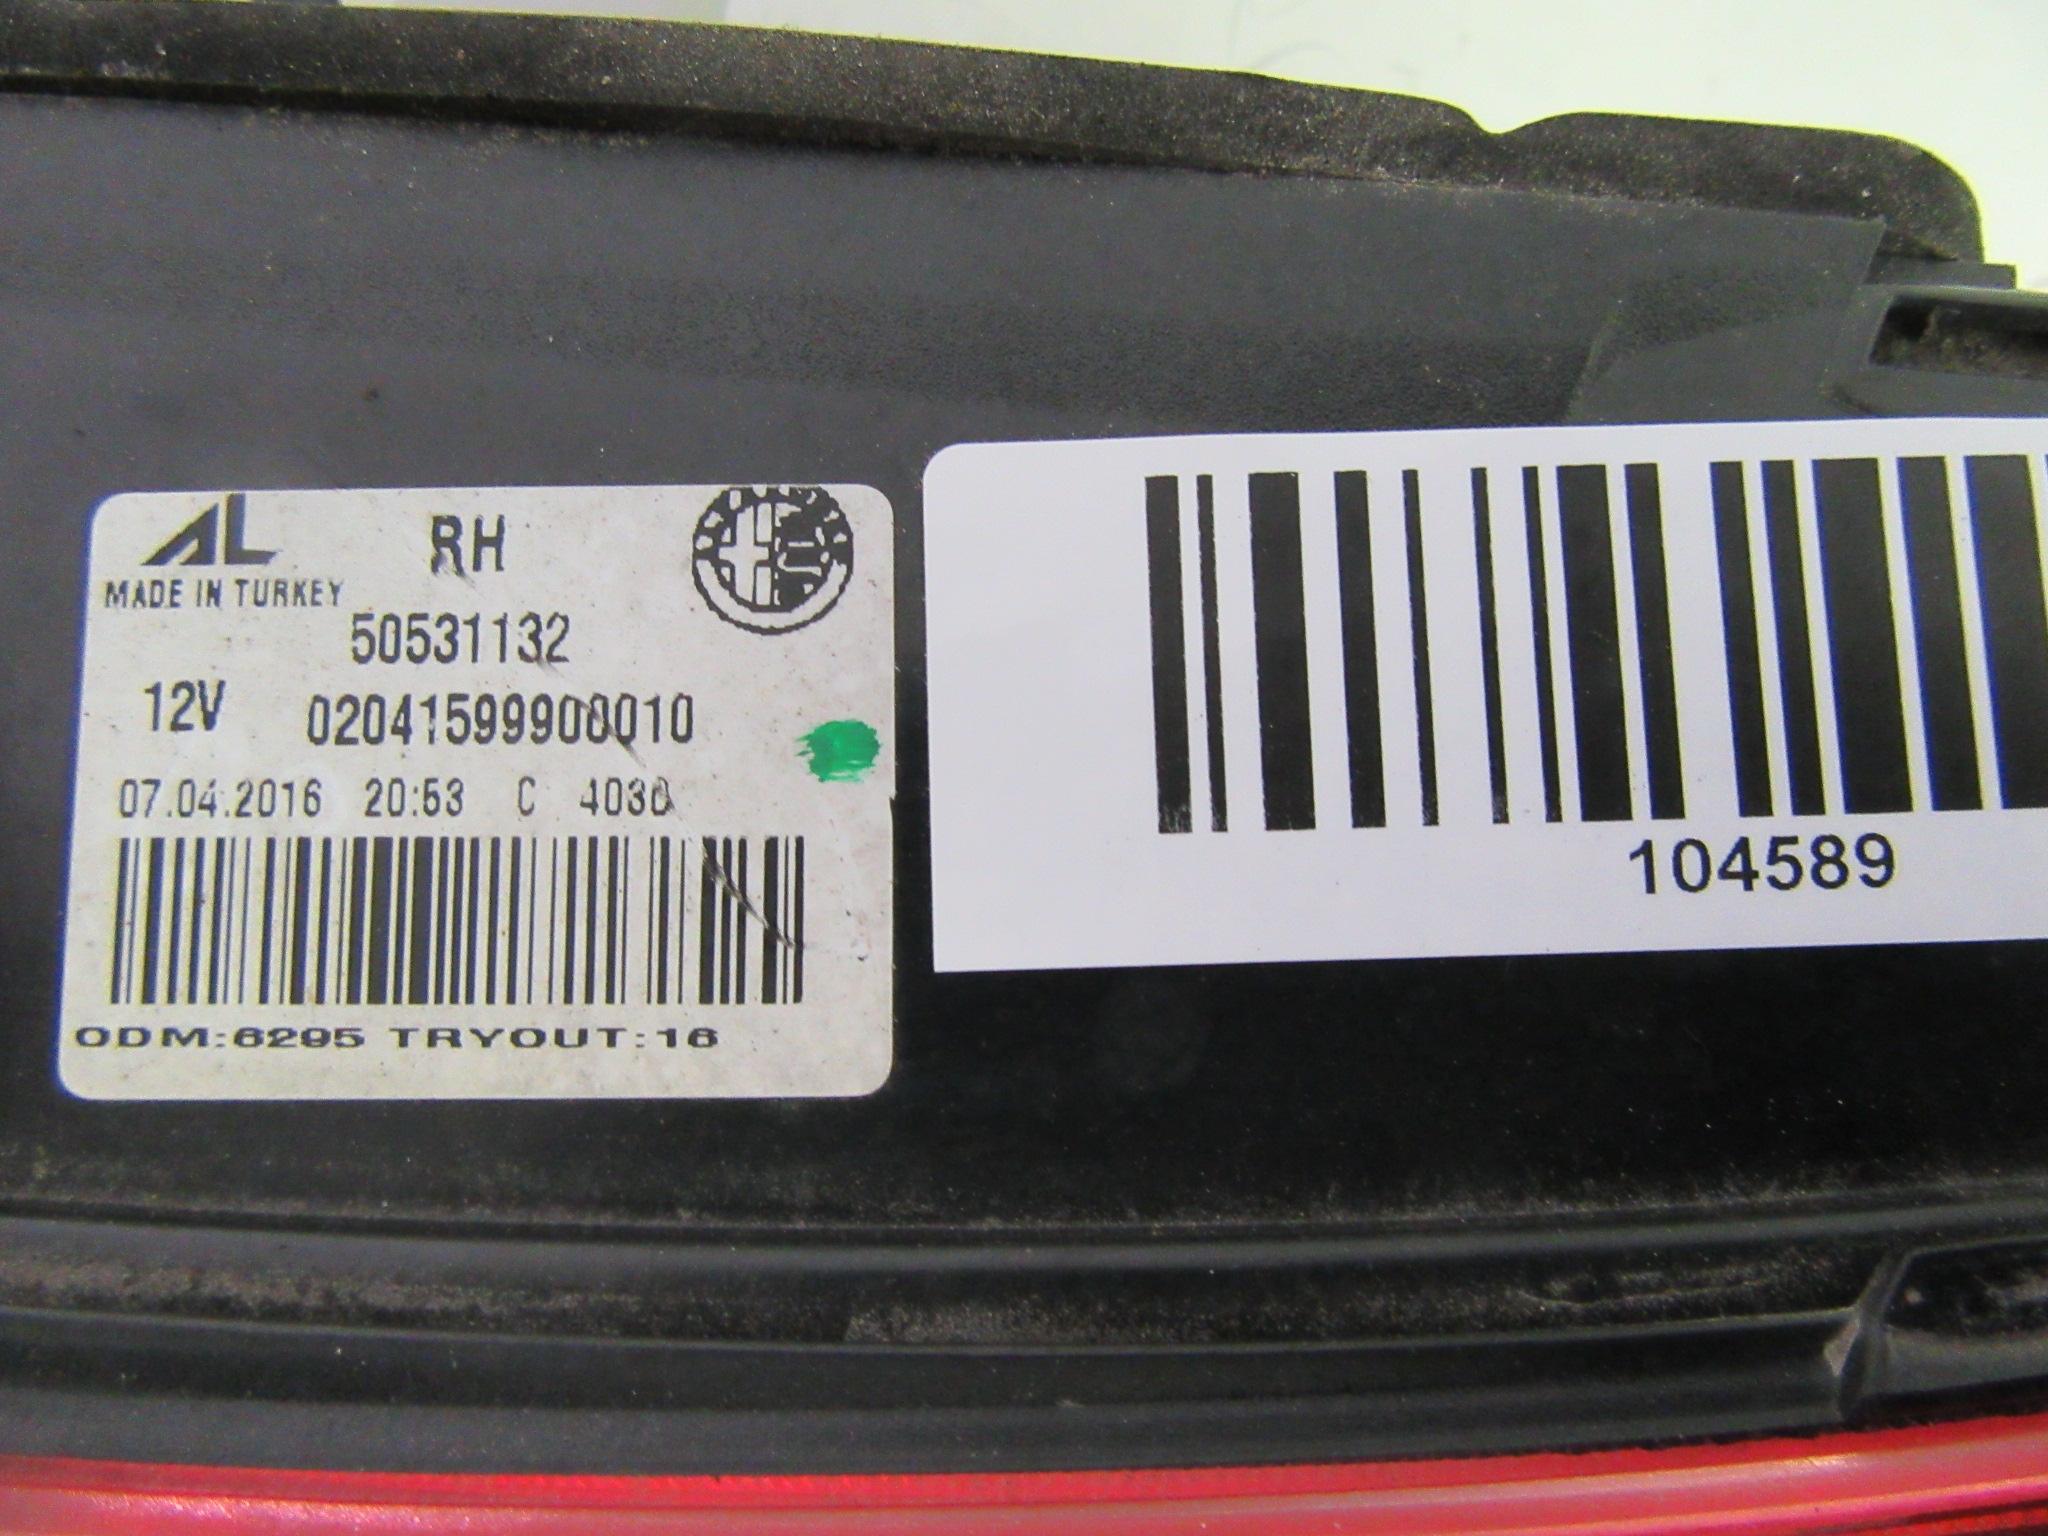 AL RH
MADE IN TURKEY
50531132
12V 02041599900010
07.04.2016 20:53 C 4030
ODM:6295 TRYOUT:16
104589